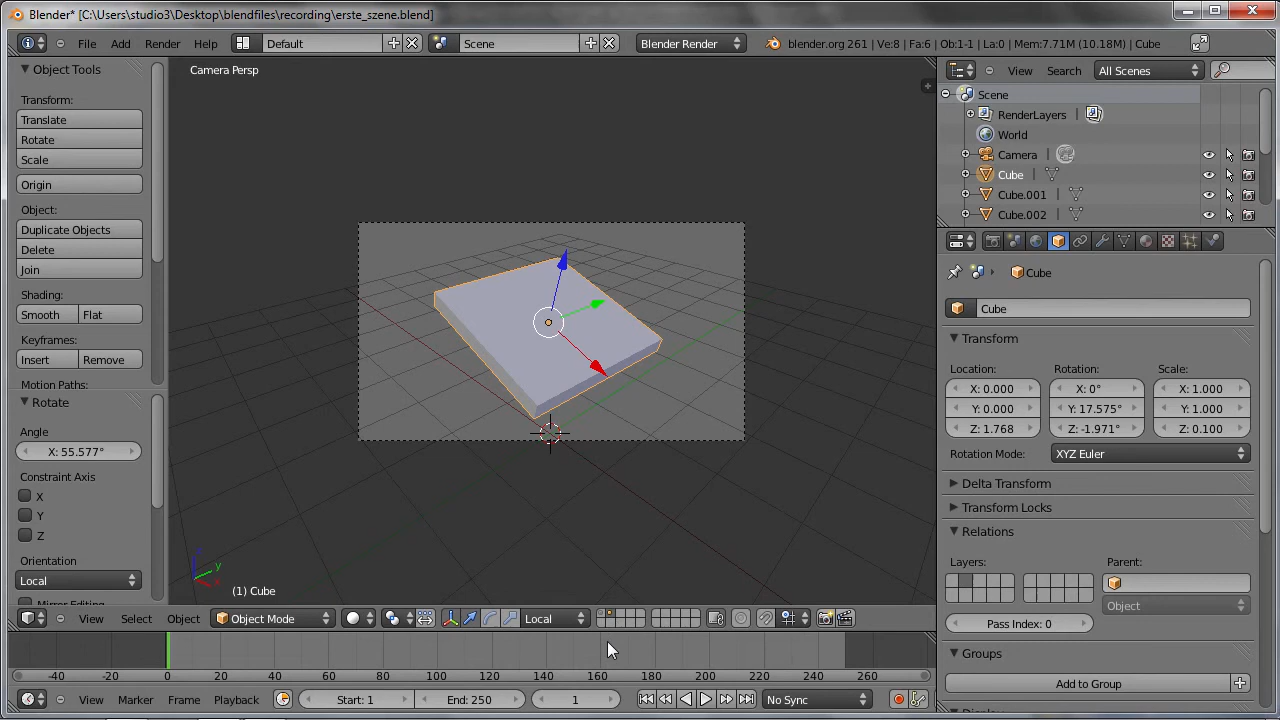 Blender* [C:\Users\studio3\Desktop\blendfiles\recording\erste_szene.blend]
File Add Render Help Default Scene Blender Render blender.org 261 | Ve:8 | Fa:6 | Ob:1-1 | La:0 | Mem:7.71M (10.18M) | Cube
Object Tools
Transform:
Translate
Rotate
Scale
Origin
Object:
Duplicate Objects
Delete
Join
Shading:
Smooth Flat
Keyframes:
Insert Remove
Motion Paths:
Rotate
Angle
X: 55.577°
Constraint Axis
X
Y
Z
Orientation
Local
Camera Persp
y
x
(1) Cube
View Select Object Object Mode Local
-40 -20 0 20 40 60 80 100 120 140 160 180 200 220 240 260
View Marker Frame Playback Start: 1 End: 250 1 No Sync
View Search All Scenes
Scene
RenderLayers |
World
Camera |
Cube |
Cube.001 |
Cube.002 |
Cube
Cube
Transform
Location: Rotation: Scale:
X: 0.000 X: 0° X: 1.000
Y: 0.000 Y: 17.575° Y: 1.000
Z: 1.768 Z: -1.971° Z: 0.100
Rotation Mode: XYZ Euler
Delta Transform
Transform Locks
Relations
Layers: Parent:
Object
Pass Index: 0
Groups
Add to Group